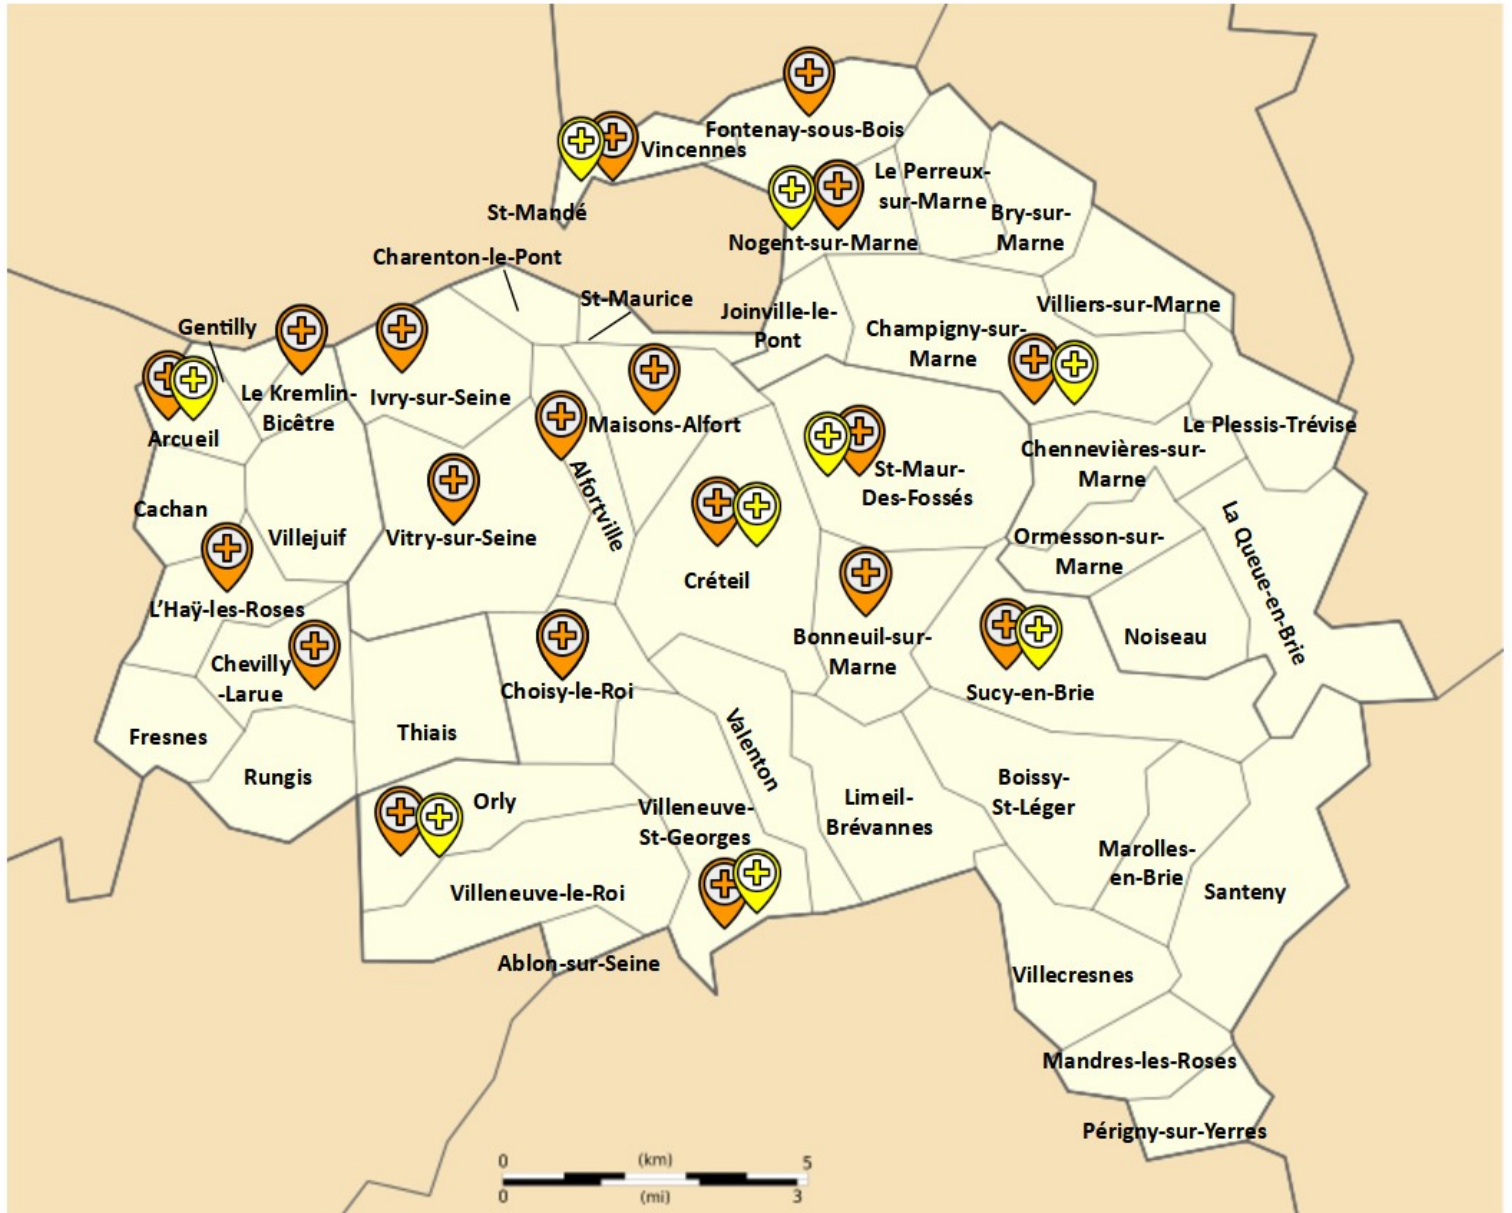 Fontenay-sous-Bois
Vincennes
Le Perreux-
sur-Marne
St-Mandé
Bry-sur-
Marne
Nogent-sur-Marne
Charenton-le-Pont
St-Maurice
Joinville-le-
Pont
Villiers-sur-Marne
Gentilly
Champigny-sur-
Marne
Le Kremlin-
Bicêtre
Ivry-sur-Seine
Maisons-Alfort
Le Plessis-Trévise
Arcueil
Chennevières-sur-
Marne
St-Maur-
Des-Fossés
Alfortville
Cachan
Villejuif
Vitry-sur-Seine
La Queue-en-Brie
Ormesson-sur-
Marne
Créteil
L'Haÿ-les-Roses
Bonneuil-sur-
Marne
Noiseau
Chevilly
-Larue
Choisy-le-Roi
Sucy-en-Brie
Fresnes
Thiais
Valenton
Rungis
Boissy-
St-Léger
Orly
Villeneuve-
St-Georges
Limeil-
Brévannes
Marolles-
en-Brie
Villeneuve-le-Roi
Santeny
Ablon-sur-Seine
Villecresnes
Mandres-les-Roses
Périgny-sur-Yerres
0 (km) 5
0 (mi) 3